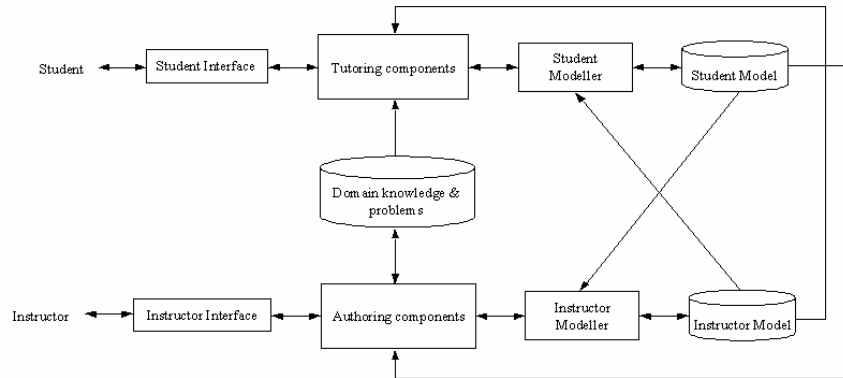 Student
Student Interface
Tutoring components
Student
Modeller
Student Model
Domain knowledge &
problems
Instructor
Instructor Interface
Authoring components
Instructor
Modeller
Instructor Model